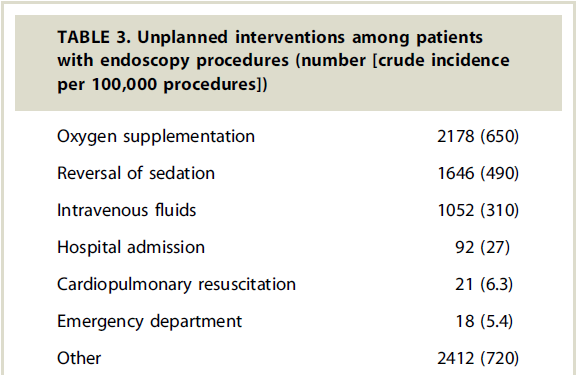 TABLE 3. Unplanned interventions among patients
with endoscopy procedures (number [crude incidence
per 100,000 procedures])
Oxygen supplementation 2178 (650)
Reversal of sedation 1646 (490)
Intravenous fluids 1052 (310)
Hospital admission 92 (27)
Cardiopulmonary resuscitation 21 (6.3)
Emergency department 18 (5.4)
Other 2412 (720)